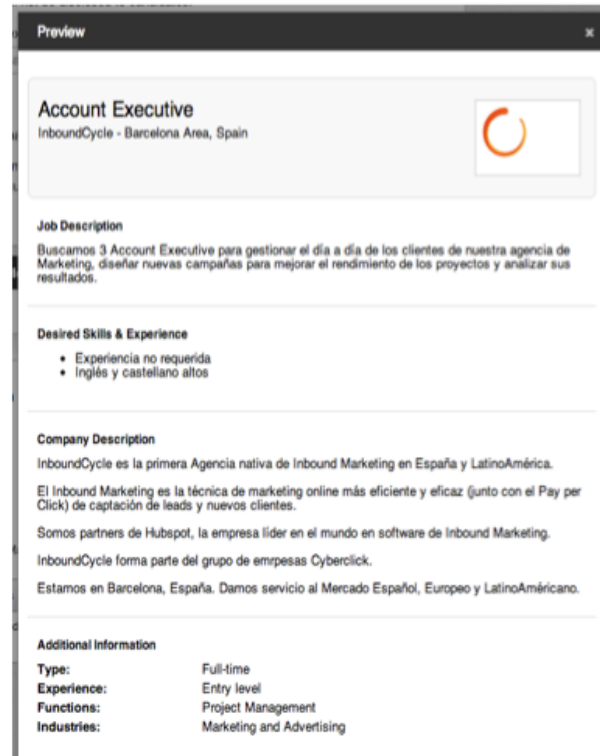 Preview
×
Account Executive
InboundCycle - Barcelona Area, Spain
Job Description
Buscamos 3 Account Executive para gestionar el día a día de los clientes de nuestra agencia de
Marketing, diseñar nuevas campañas para mejorar el rendimiento de los proyectos y analizar sus
resultados.
Desired Skills & Experience
• Experiencia no requerida
• Inglés y castellano altos
Company Description
InboundCycle es la primera Agencia nativa de Inbound Marketing en España y LatinoAmérica.
El Inbound Marketing es la técnica de marketing online más eficiente y eficaz (junto con el Pay per
Click) de captación de leads y nuevos clientes.
Somos partners de Hubspot, la empresa líder en el mundo en software de Inbound Marketing.
InboundCycle forma parte del grupo de emrpesas Cyberclick.
Estamos en Barcelona, España. Damos servicio al Mercado Español, Europeo y LatinoAméricano.
Additional Information
Type: Full-time
Experience: Entry level
Functions: Project Management
Industries: Marketing and Advertising